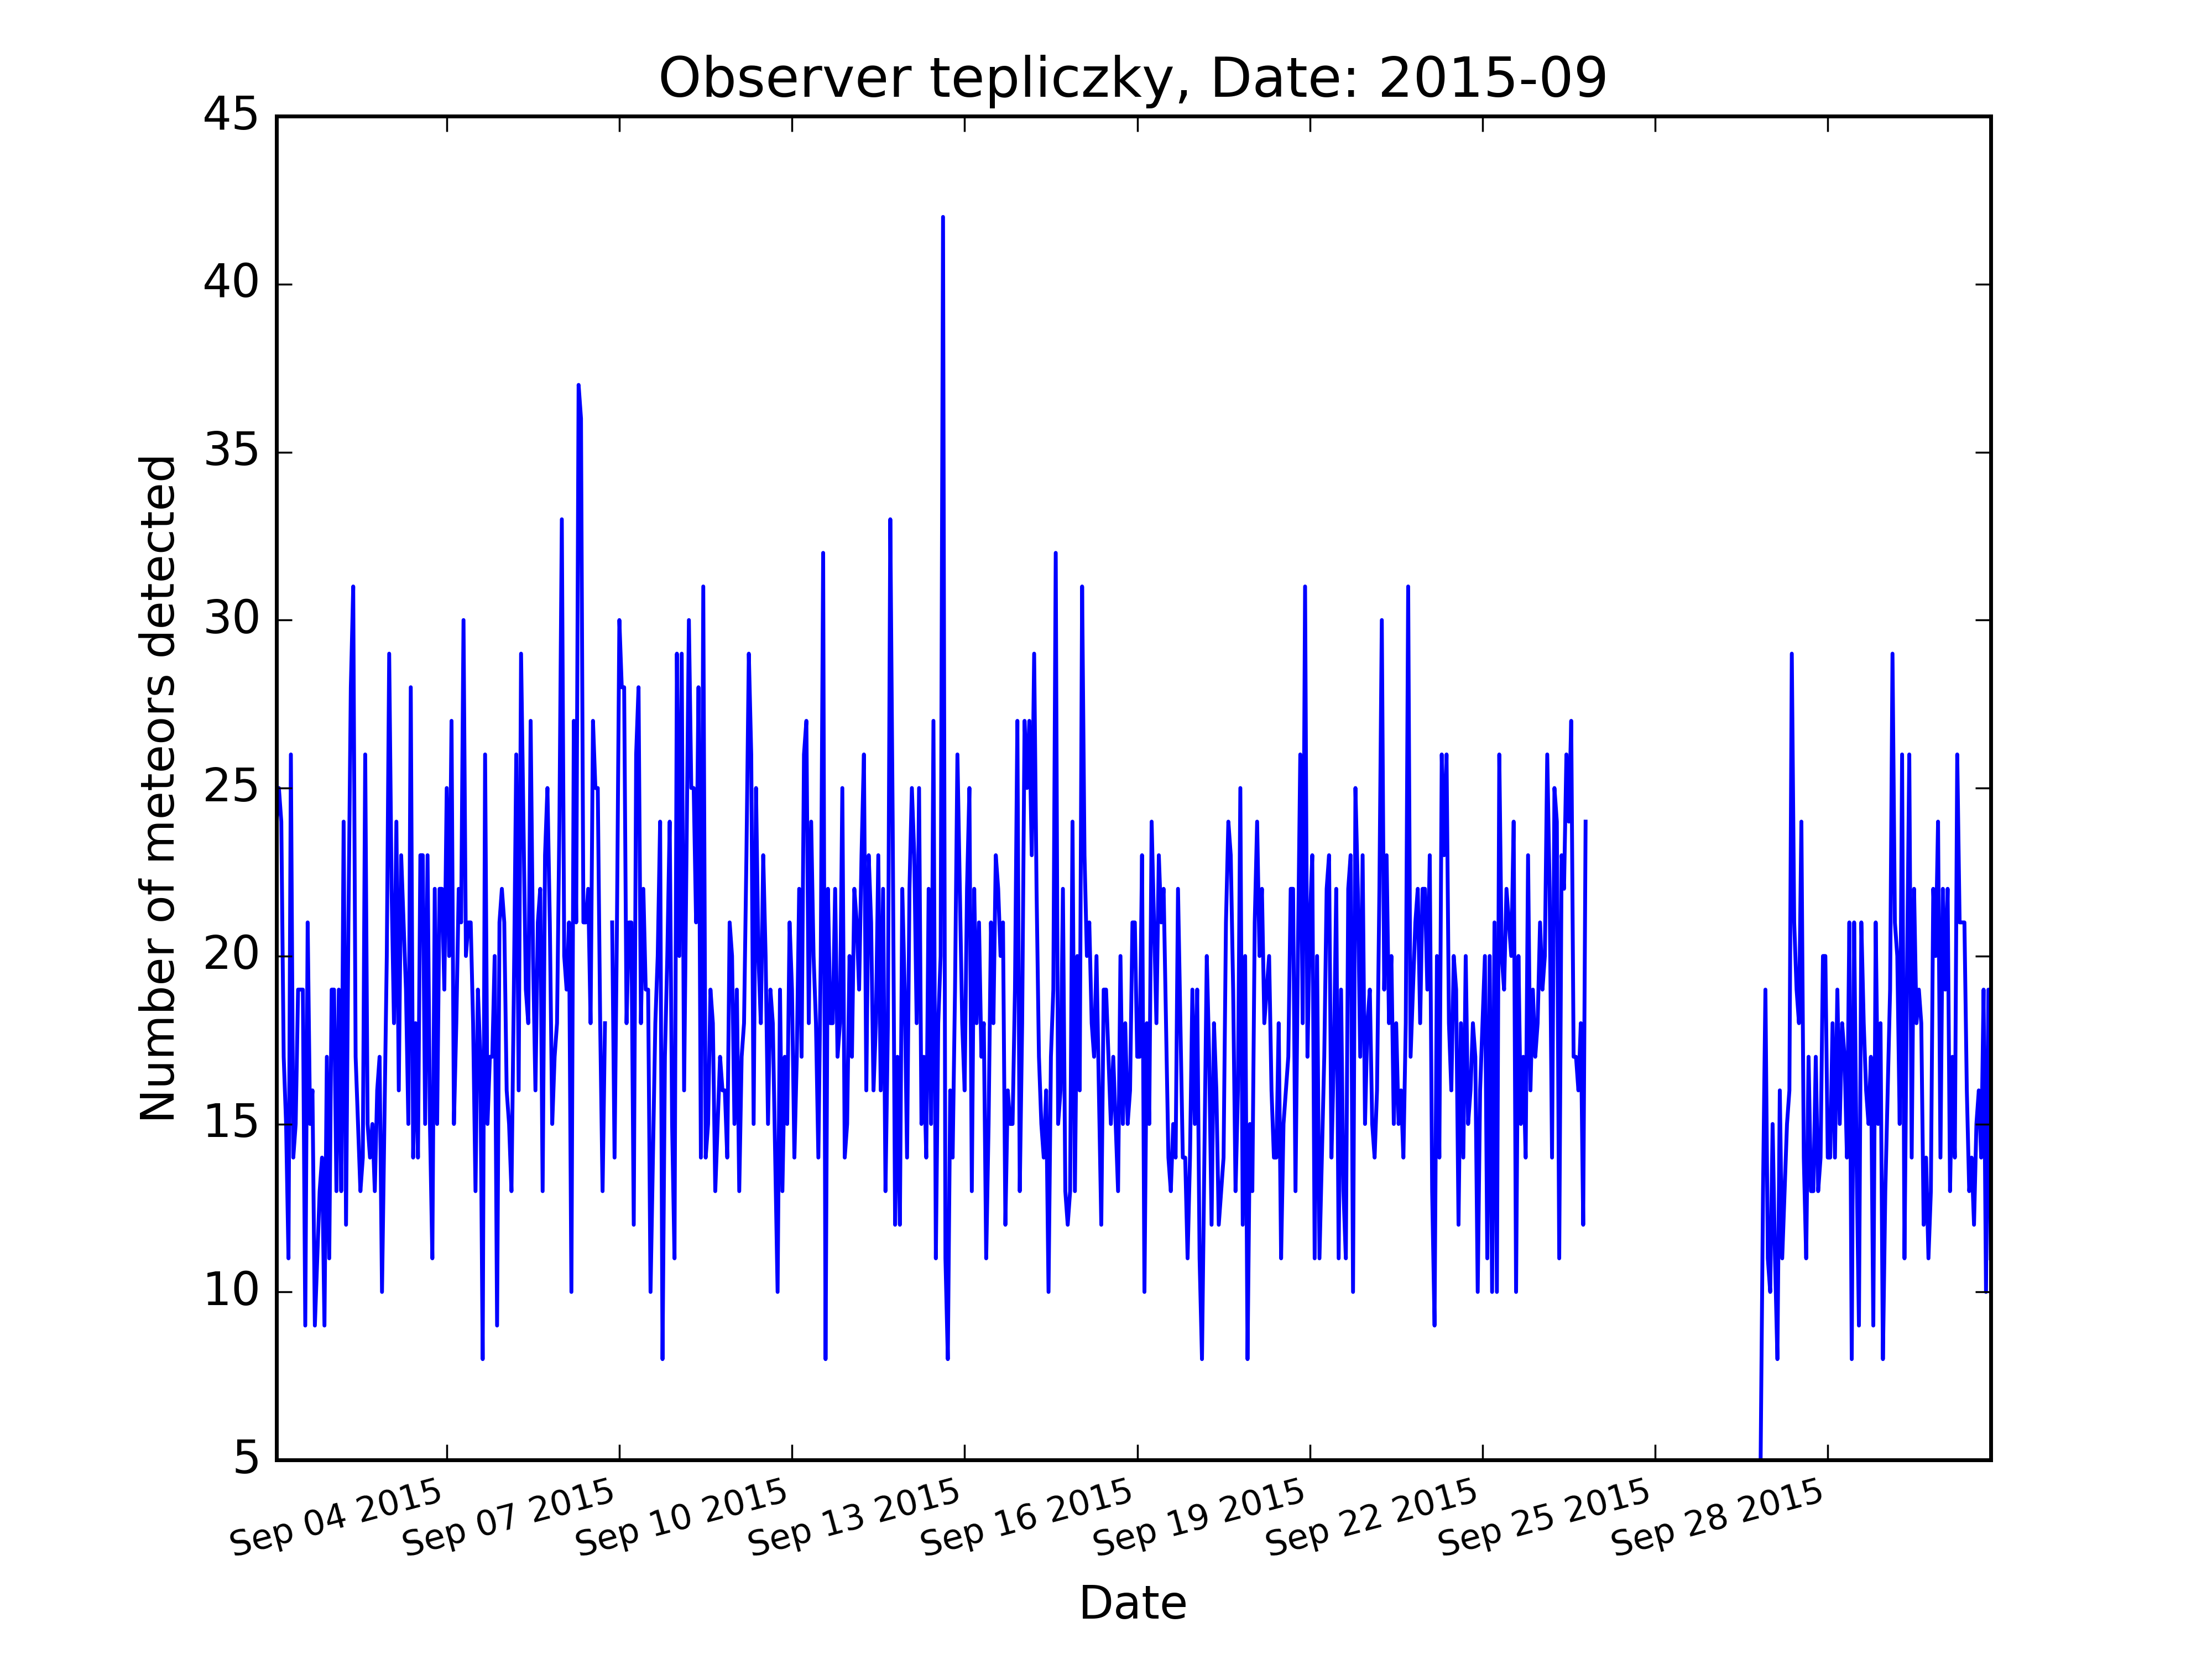 Observer tepliczky, Date: 2015-09
45
40
35
30
25
20
15
10
5
Number of meteors detected
Sep 04 2015
Sep 07 2015
Sep 10 2015
Sep 13 2015
Sep 16 2015
Sep 19 2015
Sep 22 2015
Sep 25 2015
Sep 28 2015
Date